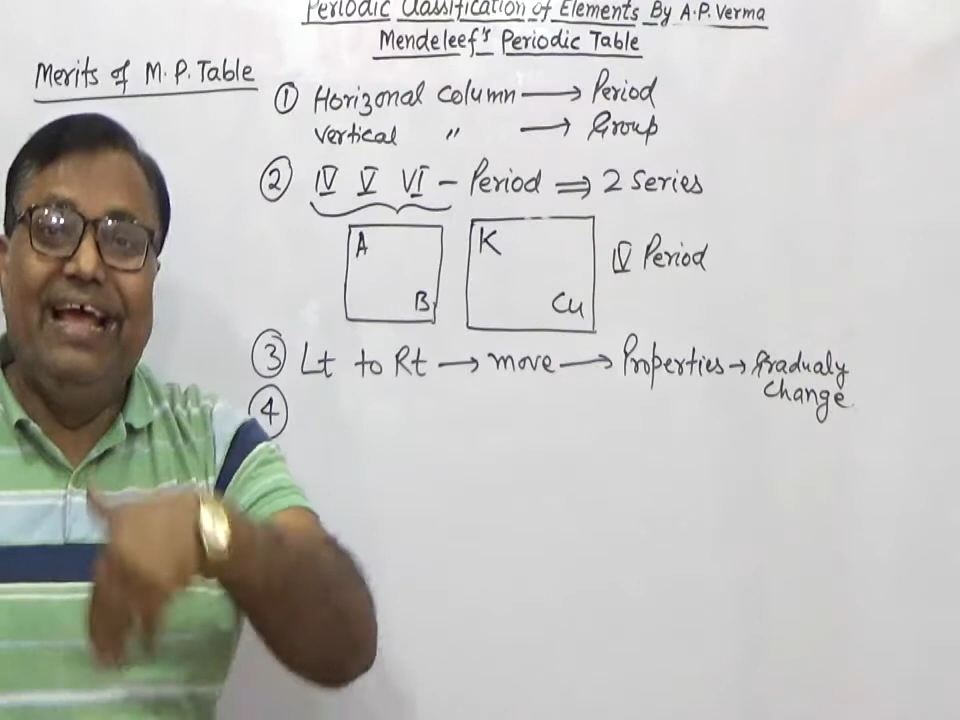 Periodic Classification of Elements By A.P. Verma
Mendeleef's Periodic Table
Merits of M.P. Table
① Horizonal column → Period
Vertical " → Group
② IV V VI - Period ⇒ 2 Series
A B
K Cu
IV Period
③ Lt to Rt → move → Properties → Gradualy
Change
④